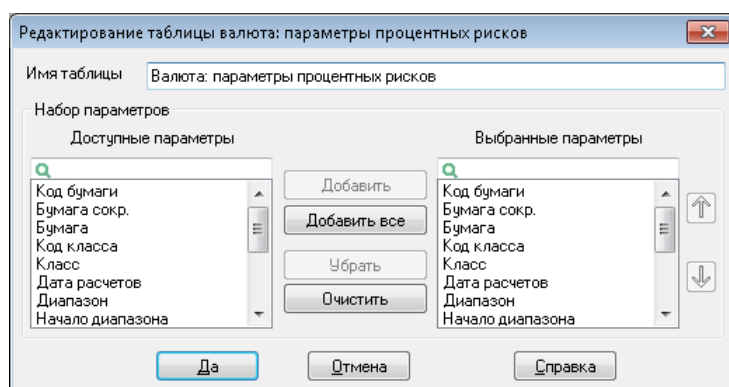 Редактирование таблицы валюта: параметры процентных рисков
Имя таблицы Валюта: параметры процентных рисков
Набор параметров
Доступные параметры
Выбранные параметры
Код бумаги
Бумага сокр.
Бумага
Код класса
Класс
Дата расчетов
Диапазон
Начало диапазона
Добавить
Добавить все
Убрать
Очистить
Код бумаги
Бумага сокр.
Бумага
Код класса
Класс
Дата расчетов
Диапазон
Начало диапазона
Да
Отмена
Справка